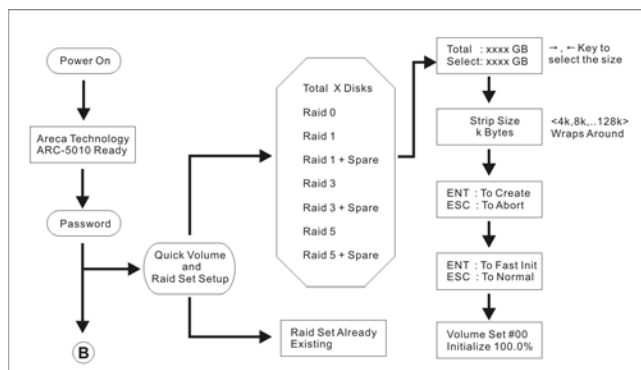 Power On
Areca Technology
ARC-5010 Ready
Password
B
Quick Volume
and
Raid Set Setup
Total X Disks
Raid 0
Raid 1
Raid 1 + Spare
Raid 3
Raid 3 + Spare
Raid 5
Raid 5 + Spare
Raid Set Already
Existing
Total : xxxx GB
Select: xxxx GB
→ , ← Key to
select the size
Strip Size
k Bytes
<4k,8k,..128k>
Wraps Around
ENT : To Create
ESC : To Abort
ENT : To Fast Init
ESC : To Normal
Volume Set #00
Initialize 100.0%